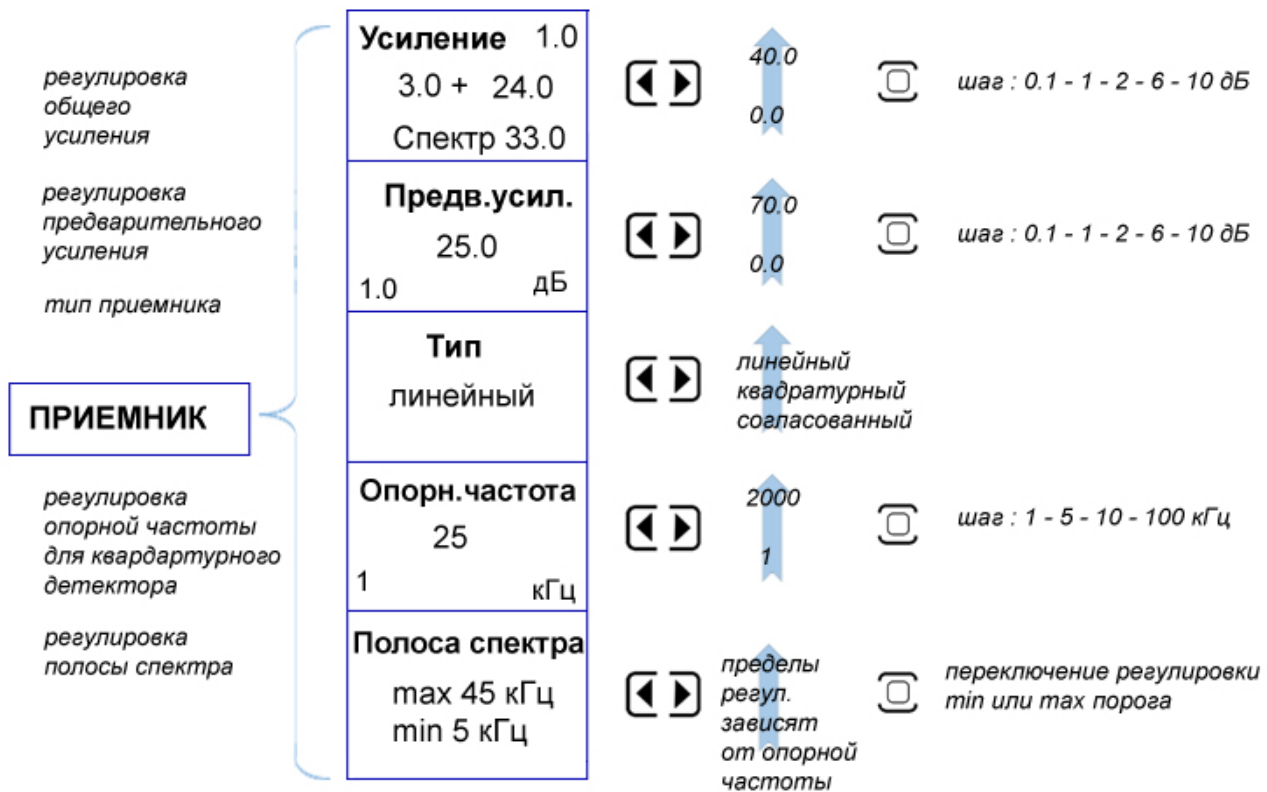 регулировка
общего
усиления
Усиление 1.0
3.0 + 24.0
Спектр 33.0
40.0
0.0
шаг : 0.1 - 1 - 2 - 6 - 10 дБ
регулировка
предварительного
усиления
Предв.усил.
25.0
1.0 дБ
70.0
0.0
шаг : 0.1 - 1 - 2 - 6 - 10 дБ
тип приемника
Тип
линейный
линейный
квадратурный
согласованный
ПРИЕМНИК
регулировка
опорной частоты
для квардартурного
детектора
Опорн.частота
25
1 кГц
2000
1
шаг : 1 - 5 - 10 - 100 кГц
регулировка
полосы спектра
Полоса спектра
max 45 кГц
min 5 кГц
пределы
регул.
зависят
от опорной
частоты
переключение регулировки
min или max порога